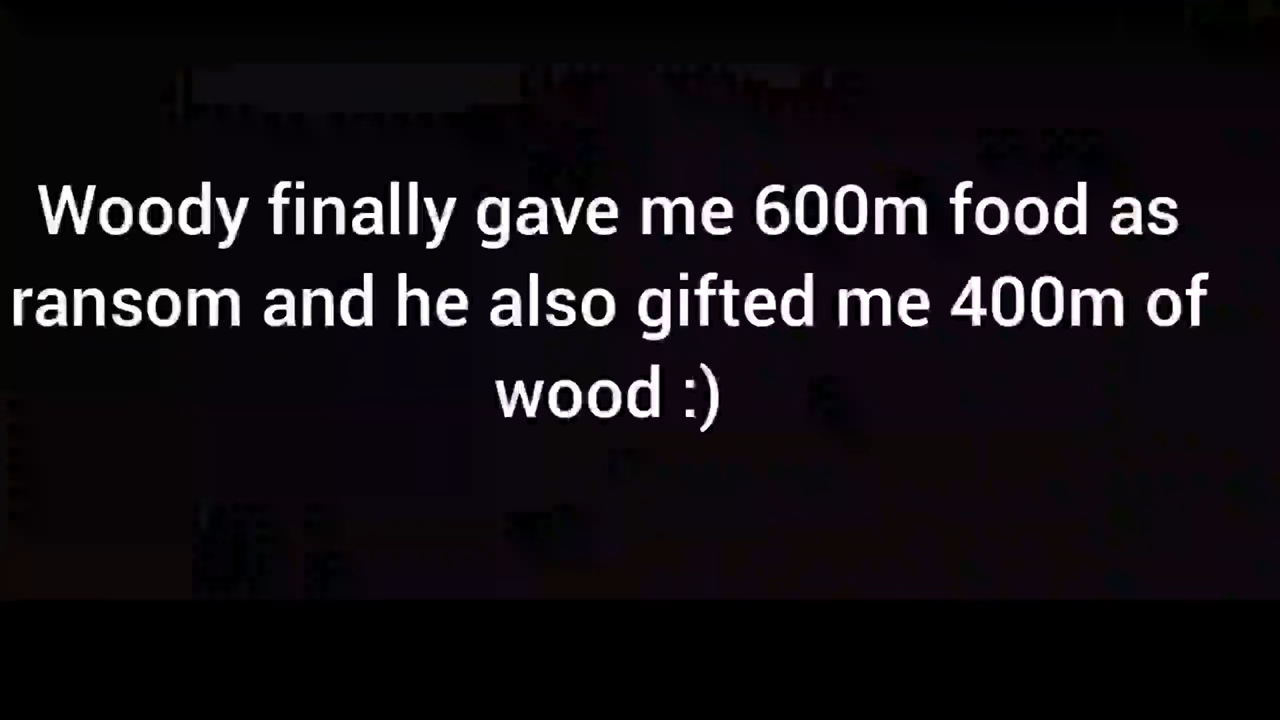 Woody finally gave me 600m food as
ransom and he also gifted me 400m of
wood :)